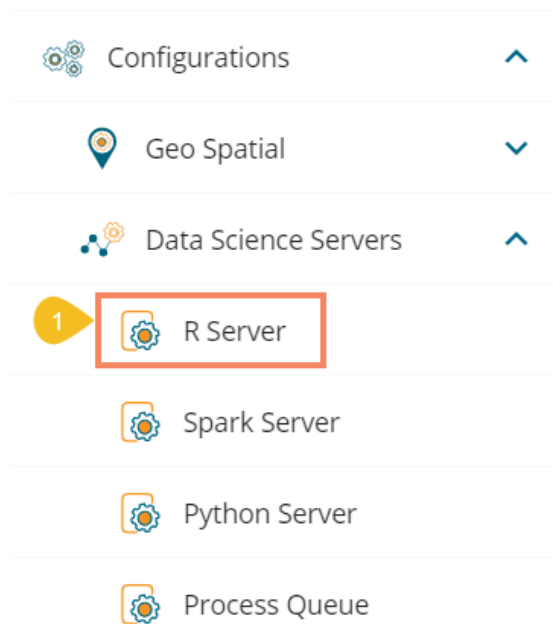 Configurations
Geo Spatial
Data Science Servers
1
R Server
Spark Server
Python Server
Process Queue